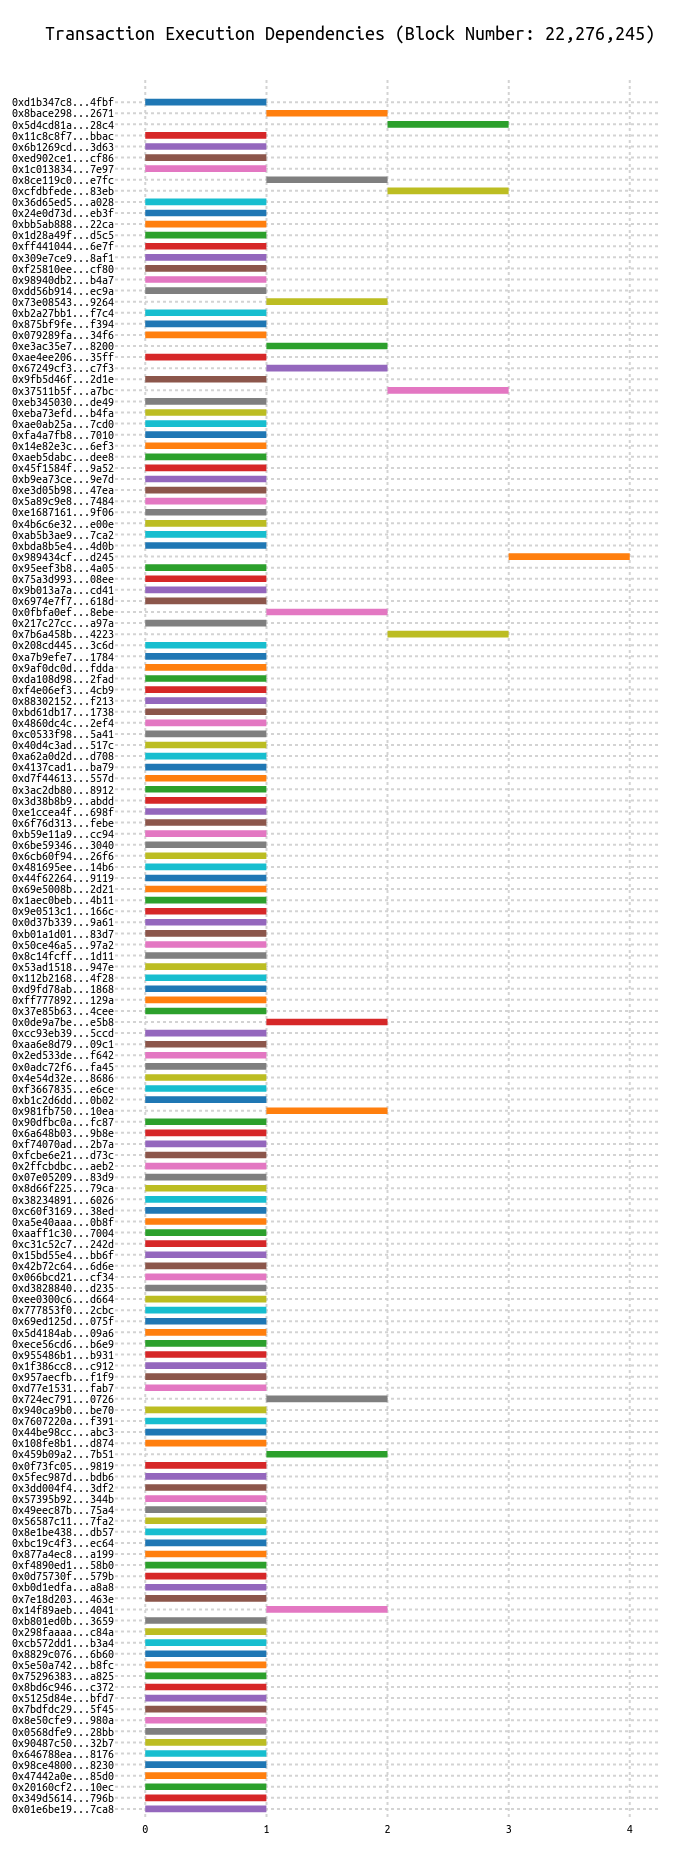 Transaction Execution Dependencies (Block Number: 22,276,245)
0xd1b347c8...4fbf
0x8bace298...2671
0x5d4cd81a...28c4
0x11c8c8f7...bbac
0x6b1269cd...3d63
0xed902ce1...cf86
0x1c013834...7e97
0x8ce119c0...e7fc
0xcfdbfede...83eb
0x36d65ed5...a028
0x24e0d73d...eb3f
0xbb5ab888...22ca
0x1d28a49f...d5c5
0xff441044...6e7f
0x309e7ce9...8af1
0xf25810ee...cf80
0x98940db2...b4a7
0xdd56b914...ec9a
0x73e08543...9264
0xb2a27bb1...f7c4
0x875bf9fe...f394
0x079289fa...34f6
0xe3ac35e7...8200
0xae4ee206...35ff
0x67249cf3...c7f3
0x9fb5d46f...2d1e
0x37511b5f...a7bc
0xeb345030...de49
0xeba73efd...b4fa
0xae0ab25a...7cd0
0xfa4a7fb8...7010
0x14e82e3c...6ef3
0xaeb5dabc...dee8
0x45f1584f...9a52
0xb9ea73ce...9e7d
0xe3d05b98...47ea
0x5a89c9e8...7484
0xe1687161...9f06
0x4b6c6e32...e00e
0xab5b3ae9...7ca2
0xbda8b5e4...4d0b
0x989434cf...d245
0x95eef3b8...4a05
0x75a3d993...08ee
0x9b013a7a...cd41
0x6974e7f7...618d
0x0fbfa0ef...8ebe
0x217c27cc...a97a
0x7b6a458b...4223
0x208cd445...3c6d
0xa7b9efe7...1784
0x9af0dc0d...fdda
0xda108d98...2fad
0xf4e06ef3...4cb9
0x88302152...f213
0xbd61db17...1738
0x4860dc4c...2ef4
0xc0533f98...5a41
0x40d4c3ad...517c
0xa62a0d2d...d708
0x4137cad1...ba79
0xd7f44613...557d
0x3ac2db80...8912
0x3d38b8b9...abdd
0xe1ccea4f...698f
0x6f76d313...febe
0xb59e11a9...cc94
0x6be59346...3040
0x6cb60f94...26f6
0x481695ee...14b6
0x44f62264...9119
0x69e5008b...2d21
0x1aec0beb...4b11
0x9e0513c1...166c
0x0d37b339...9a61
0xb01a1d01...83d7
0x50ce46a5...97a2
0x8c14fcff...1d11
0x53ad1518...947e
0x112b2168...4f28
0xd9fd78ab...1868
0xff777892...129a
0x37e85b63...4cee
0x0de9a7be...e5b8
0xcc93eb39...5ccd
0xaa6e8d79...09c1
0x2ed533de...f642
0x0adc72f6...fa45
0x4e54d32e...8686
0xf3667835...e6ce
0xb1c2d6dd...0b02
0x981fb750...10ea
0x90dfbc0a...fc87
0x6a648b03...9b8e
0xf74070ad...2b7a
0xfcbe6e21...d73c
0x2ffcbdbc...aeb2
0x07e05209...83d9
0x8d66f225...79ca
0x38234891...6026
0xc60f3169...38ed
0xa5e40aaa...0b8f
0xaaff1c30...7004
0xc31c52c7...242d
0x15bd55e4...bb6f
0x42b72c64...6d6e
0x066bcd21...cf34
0xd3828840...d235
0xee0300c6...d664
0x777853f0...2cbc
0x69ed125d...075f
0x5d4184ab...09a6
0xece56cd6...b6e9
0x955486b1...b931
0x1f386cc8...c912
0x957aecfb...f1f9
0xd77e1531...fab7
0x724ec791...0726
0x940ca9b0...be70
0x7607220a...f391
0x44be98cc...abc3
0x108fe8b1...d874
0x459b09a2...7b51
0x0f73fc05...9819
0x5fec987d...bdb6
0x3dd004f4...3df2
0x57395b92...344b
0x49eec87b...75a4
0x56587c11...7fa2
0x8e1be438...db57
0xbc19c4f3...ec64
0x877a4ec8...a199
0xf4890ed1...58b0
0x0d75730f...579b
0xb0d1edfa...a8a8
0x7e18d203...463e
0x14f89aeb...4041
0xb801ed0b...3659
0x298faaaa...c84a
0xcb572dd1...b3a4
0x8829c076...6b60
0x5e50a742...b8fc
0x75296383...a825
0x8bd6c946...c372
0x5125d84e...bfd7
0x7bdfdc29...5f45
0x8e50cfe9...980a
0x0568dfe9...28bb
0x90487c50...32b7
0x646788ea...8176
0x98ce4800...8230
0x47442a0e...85d0
0x20160cf2...10ec
0x349d5614...796b
0x01e6be19...7ca8
0 1 2 3 4